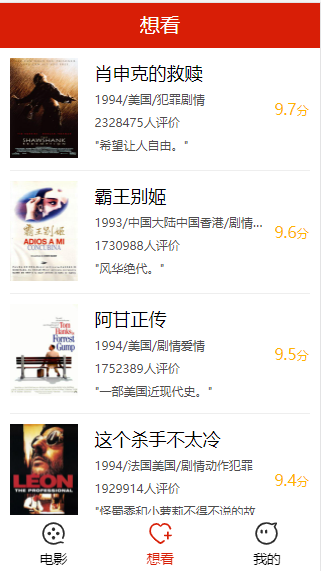 想看
肖申克的救赎
1994/美国/犯罪剧情
2328475人评价
"希望让人自由。"
9.7分
SHAWSHANK
REDEMPTION
霸王别姬
1993/中国大陆中国香港/剧情...
1730988人评价
"风华绝代。"
9.6分
霸王别姬
ADIOS A MI
CONCUBINA
阿甘正传
1994/美国/剧情爱情
1752389人评价
"一部美国近现代史。"
9.5分
Tom
Hanks
Forrest
Gump
这个杀手不太冷
1994/法国美国/剧情动作犯罪
1929914人评价
"怪蜀黍和小萝莉不得不说的故
9.4分
LEON
THE PROFESSIONAL
电影
想看
我的